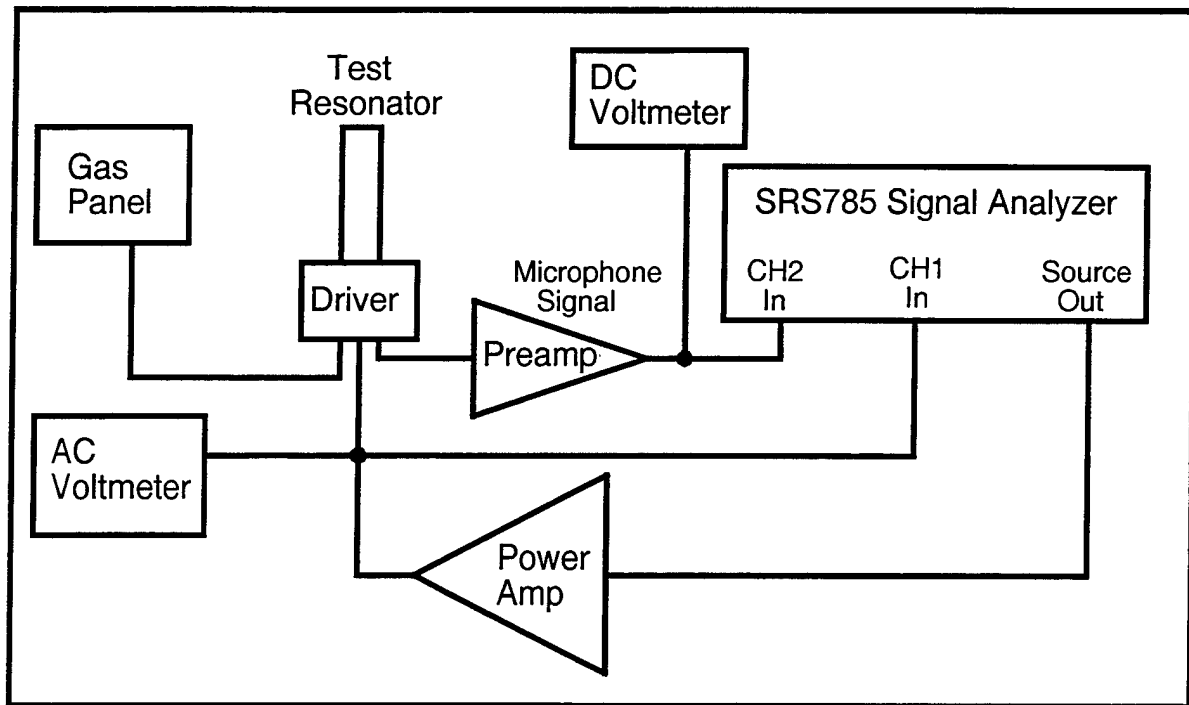 Test
Resonator
DC
Voltmeter
Gas
Panel
SRS785 Signal Analyzer
CH2
In
CH1
In
Source
Out
Microphone
Signal
Driver
Preamp
AC
Voltmeter
Power
Amp